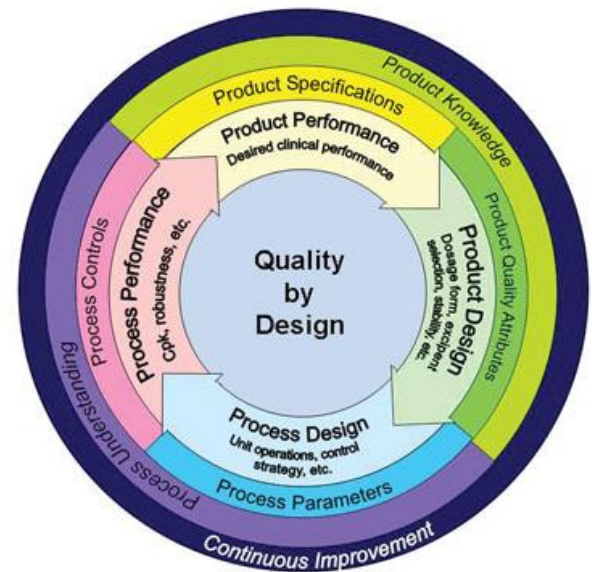 Product Knowledge
Product Specifications
Product Performance
Desired clinical performance
Product Quality Attributes
Product Design
Dosage form, excipent
selection, stability, etc.
Quality
by
Design
Process Design
Unit operations, control
strategy, etc.
Process Parameters
Process Performance
Cpk, robustness, etc.
Process Controls
Process Understanding
Continuous Improvement